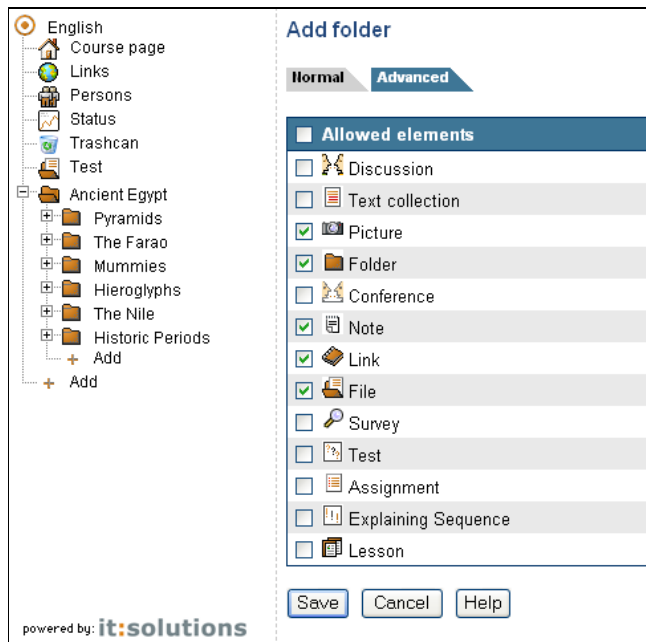 English
Course page
Links
Persons
Status
Trashcan
Test
Ancient Egypt
Pyramids
The Farao
Mummies
Hieroglyphs
The Nile
Historic Periods
Add
Add
powered by: it:solutions
Add folder
Normal Advanced
Allowed elements
Discussion
Text collection
Picture
Folder
Conference
Note
Link
File
Survey
Test
Assignment
Explaining Sequence
Lesson
Save Cancel Help